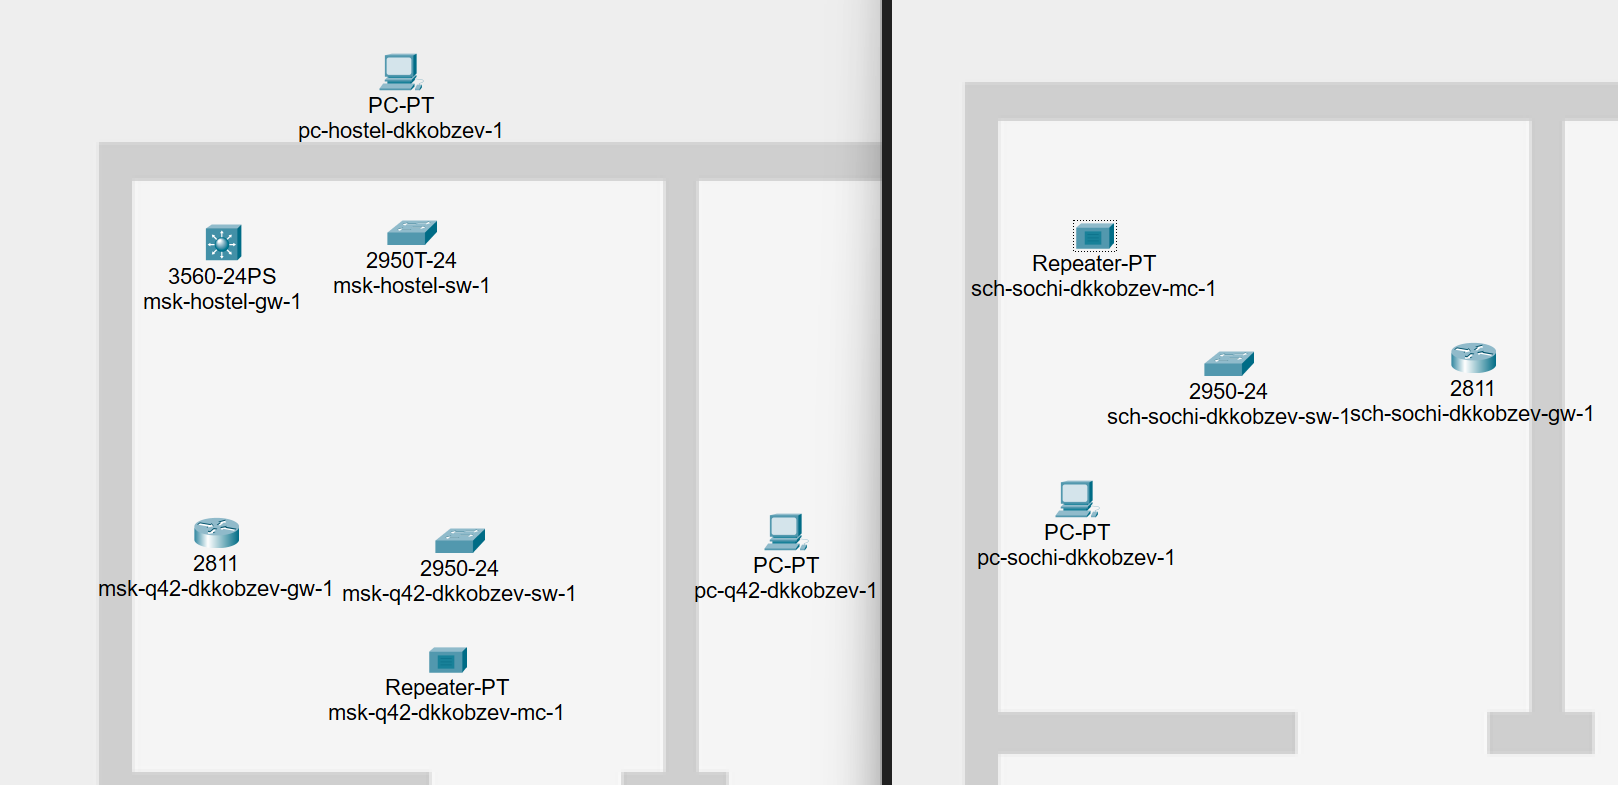 PC-PT
pc-hostel-dkkobzev-1
3560-24PS
msk-hostel-gw-1
2950T-24
msk-hostel-sw-1
2811
msk-q42-dkkobzev-gw-1
2950-24
msk-q42-dkkobzev-sw-1
PC-PT
pc-q42-dkkobzev-1
Repeater-PT
msk-q42-dkkobzev-mc-1
Repeater-PT
sch-sochi-dkkobzev-mc-1
2950-24
sch-sochi-dkkobzev-sw-1
2811
sch-sochi-dkkobzev-gw-1
PC-PT
pc-sochi-dkkobzev-1